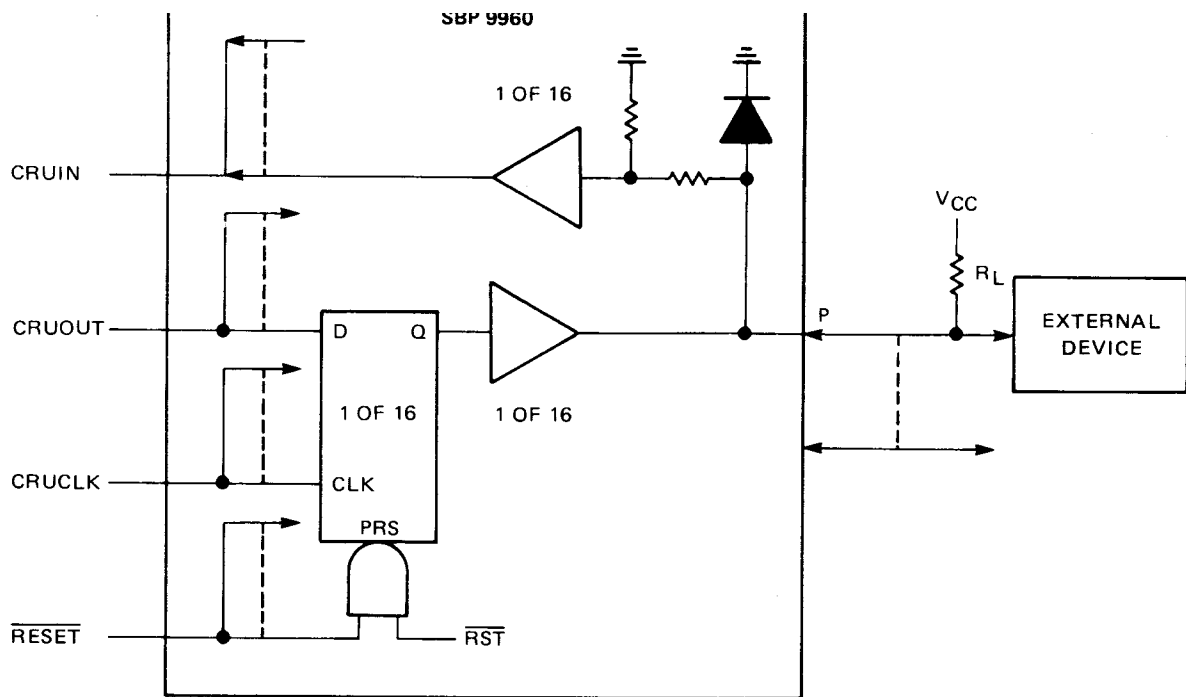 SBP 9960
1 OF 16
CRUIN
VCC
RL
CRUOUT
D
Q
P
EXTERNAL
DEVICE
1 OF 16
1 OF 16
CRUCLK
CLK
PRS
RESET
RST